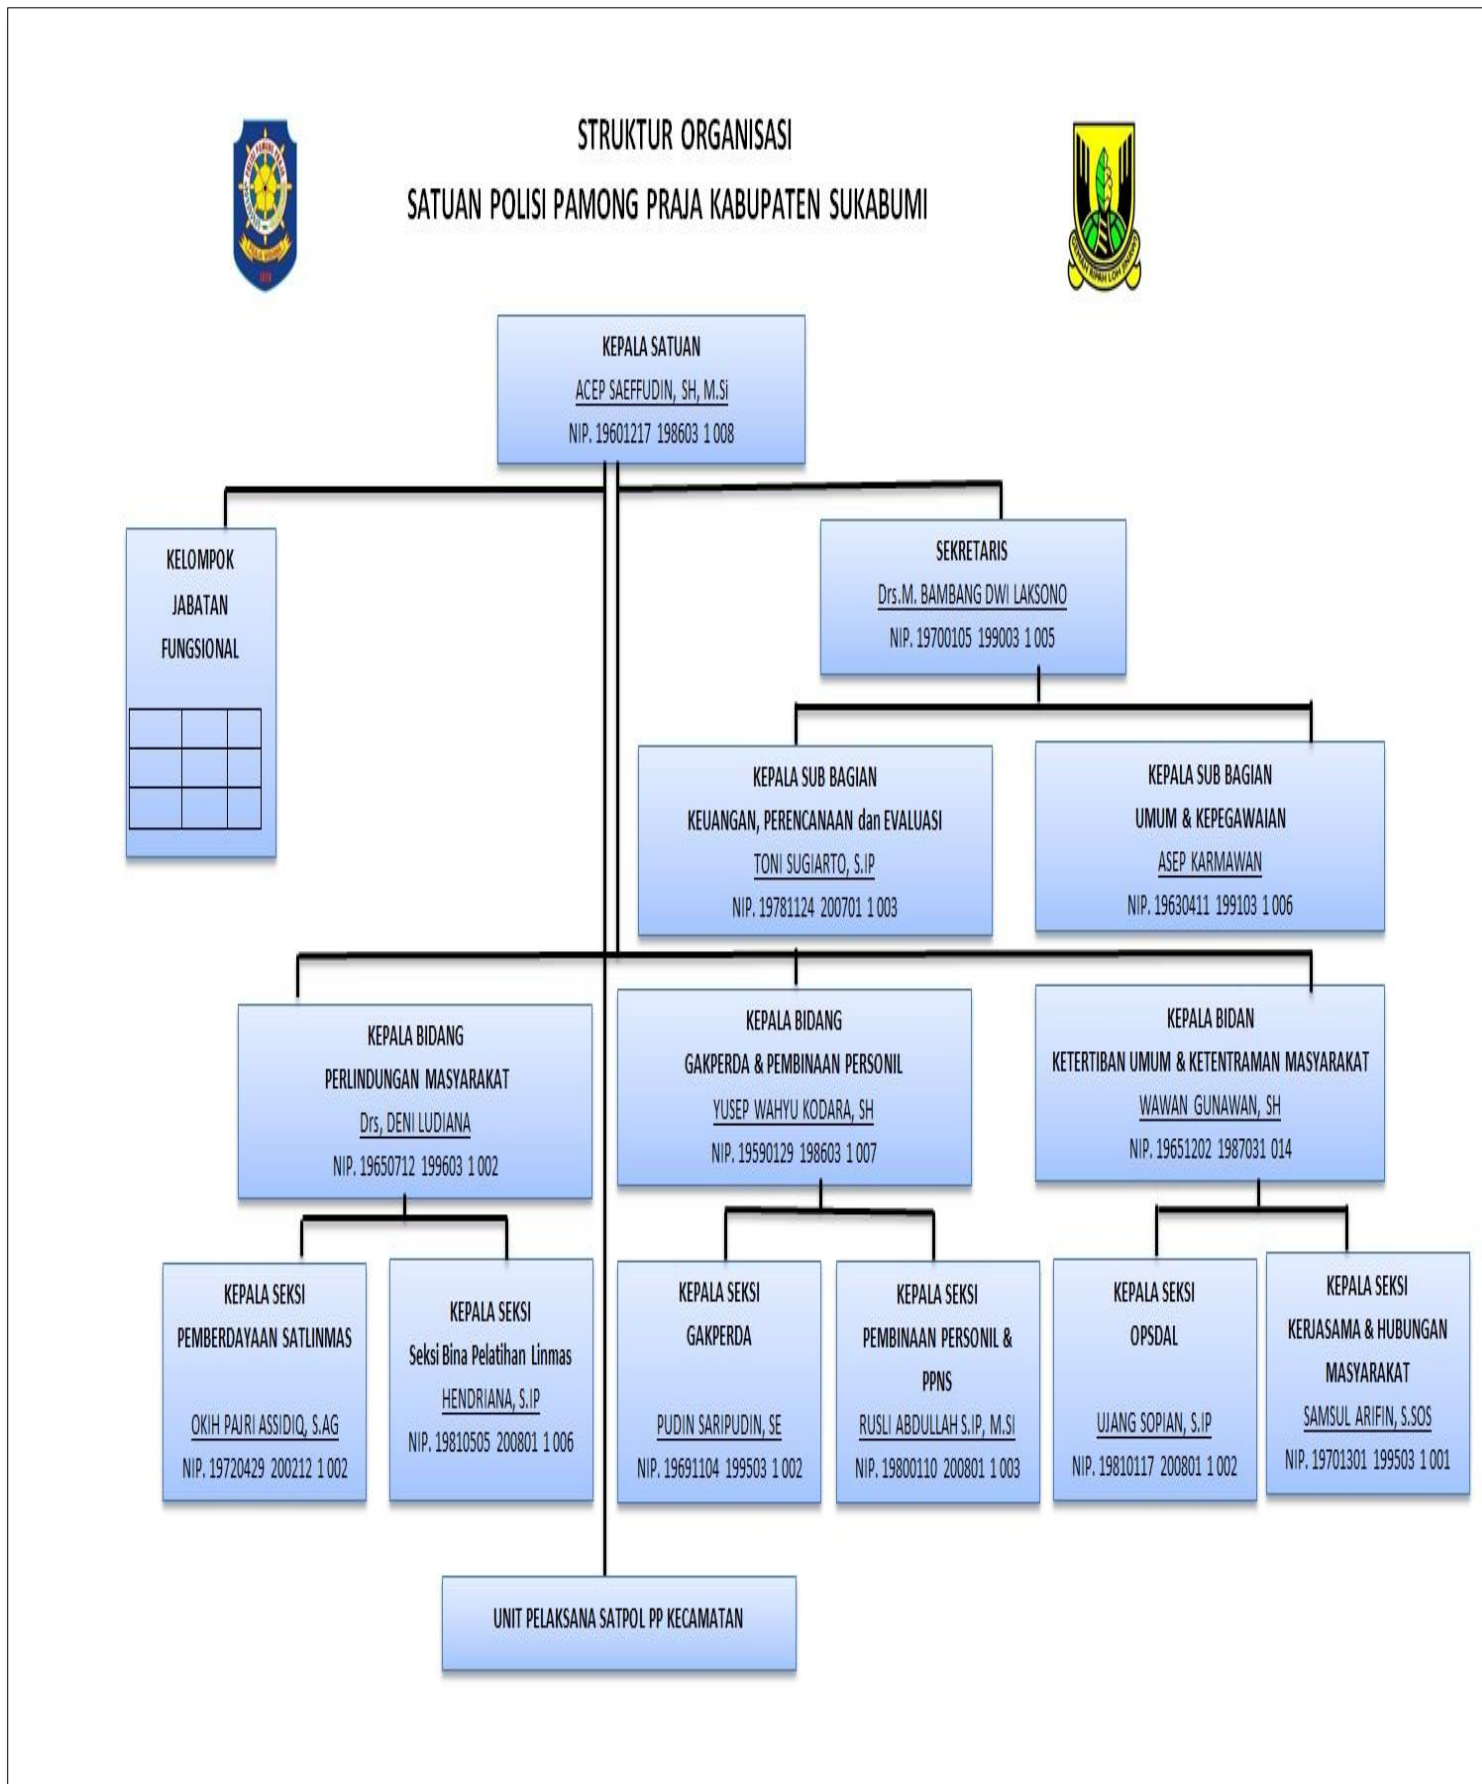 STRUKTUR ORGANISASI
SATUAN POLISI PAMONG PRAJA KABUPATEN SUKABUMI
POLISI PAMONG PRAJA
PRAJA WIBAWA
GEMAH RIPAH LOH JINAWI
KEPALA SATUAN
ACEP SAEFFUDIN, SH, M.Si
NIP. 19601217 198603 1 008
KELOMPOK
JABATAN
FUNGSIONAL
SEKRETARIS
Drs.M. BAMBANG DWI LAKSONO
NIP. 19700105 199003 1 005
KEPALA SUB BAGIAN
KEUANGAN, PERENCANAAN dan EVALUASI
TONI SUGIARTO, S.IP
NIP. 19781124 200701 1 003
KEPALA SUB BAGIAN
UMUM & KEPEGAWAIAN
ASEP KARMAWAN
NIP. 19630411 199103 1 006
KEPALA BIDANG
PERLINDUNGAN MASYARAKAT
Drs, DENI LUDIANA
NIP. 19650712 199603 1 002
KEPALA BIDANG
GAKPERDA & PEMBINAAN PERSONIL
YUSEP WAHYU KODARA, SH
NIP. 19590129 198603 1 007
KEPALA BIDAN
KETERTIBAN UMUM & KETENTRAMAN MASYARAKAT
WAWAN GUNAWAN, SH
NIP. 19651202 1987031 014
KEPALA SEKSI
PEMBERDAYAAN SATLINMAS
OKIH PAJRI ASSIDIQ, S.AG
NIP. 19720429 200212 1 002
KEPALA SEKSI
Seksi Bina Pelatihan Linmas
HENDRIANA, S.IP
NIP. 19810505 200801 1 006
KEPALA SEKSI
GAKPERDA
PUDIN SARIPUDIN, SE
NIP. 19691104 199503 1 002
KEPALA SEKSI
PEMBINAAN PERSONIL &
PPNS
RUSLI ABDULLAH S.IP, M.SI
NIP. 19800110 200801 1 003
KEPALA SEKSI
OPSDAL
UJANG SOPIAN, S.IP
NIP. 19810117 200801 1 002
KEPALA SEKSI
KERJASAMA & HUBUNGAN
MASYARAKAT
SAMSUL ARIFIN, S.SOS
NIP. 19701301 199503 1 001
UNIT PELAKSANA SATPOL PP KECAMATAN